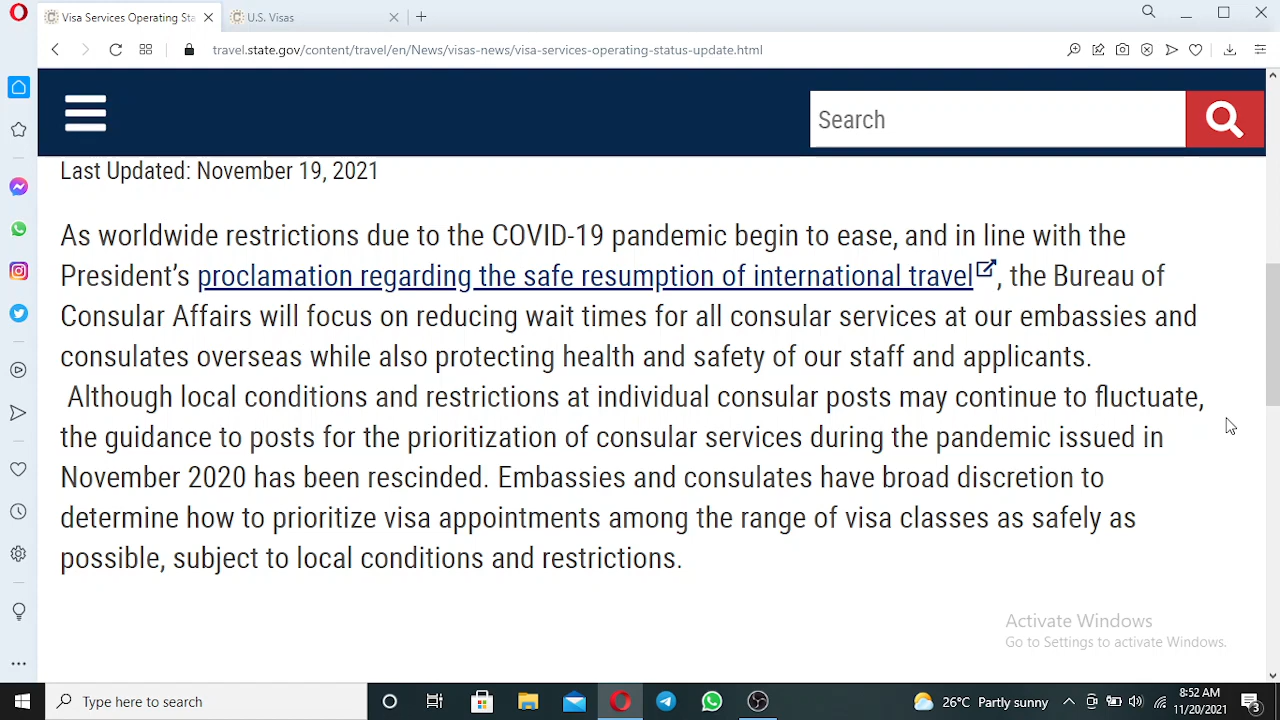 Visa Services Operating Sta
U.S. Visas
travel.state.gov/content/travel/en/News/visas-news/visa-services-operating-status-update.html
Search
Last Updated: November 19, 2021
As worldwide restrictions due to the COVID-19 pandemic begin to ease, and in line with the
President’s proclamation regarding the safe resumption of international travel, the Bureau of
Consular Affairs will focus on reducing wait times for all consular services at our embassies and
consulates overseas while also protecting health and safety of our staff and applicants.
Although local conditions and restrictions at individual consular posts may continue to fluctuate,
the guidance to posts for the prioritization of consular services during the pandemic issued in
November 2020 has been rescinded. Embassies and consulates have broad discretion to
determine how to prioritize visa appointments among the range of visa classes as safely as
possible, subject to local conditions and restrictions.
Activate Windows
Go to Settings to activate Windows.
Type here to search
26°C Partly sunny
8:52 AM
11/20/2021
3